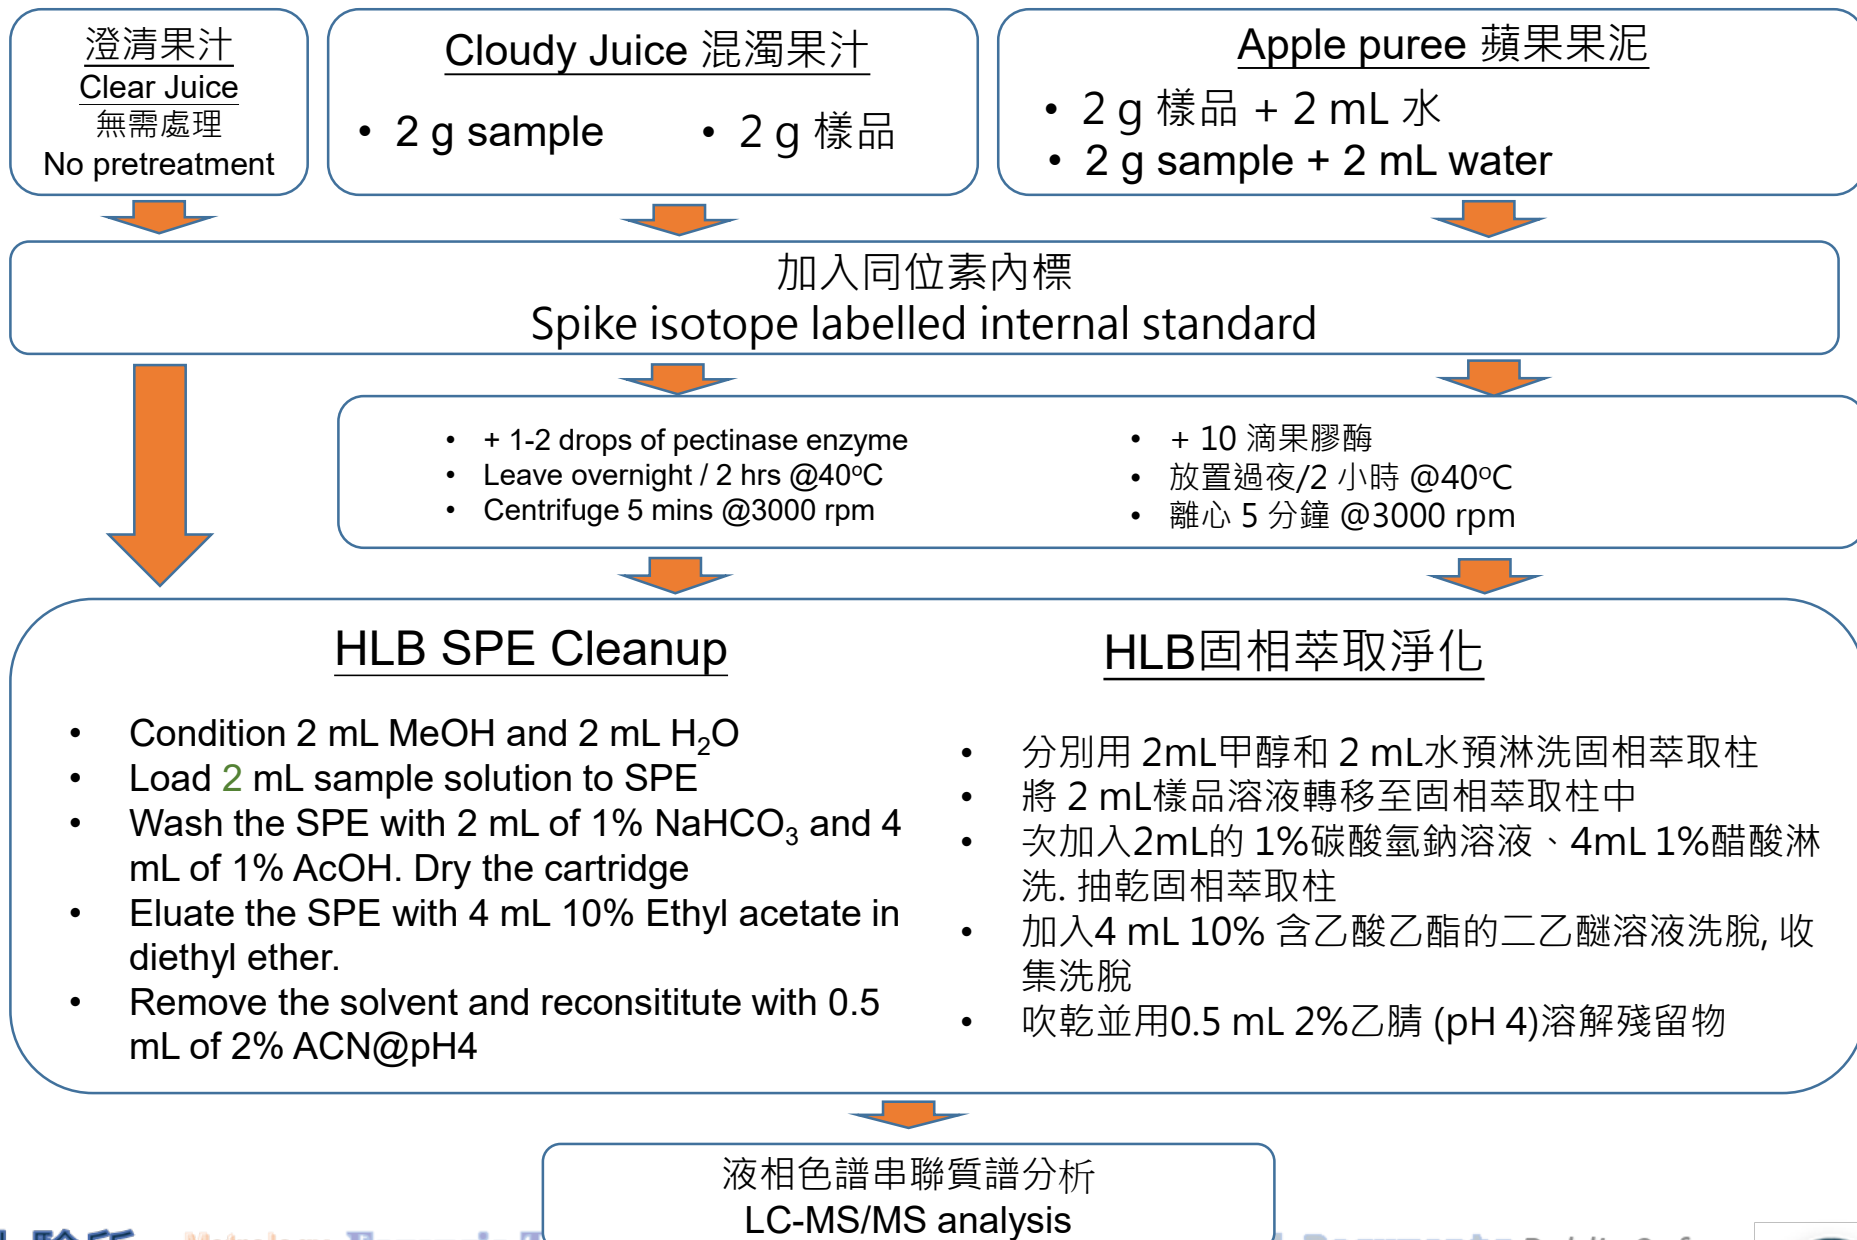 澄清果汁
Clear Juice
無需處理
No pretreatment
Cloudy Juice 混濁果汁
• 2 g sample
• 2 g 樣品
Apple puree 蘋果果泥
• 2 g 樣品 + 2 mL 水
• 2 g sample + 2 mL water
加入同位素內標
Spike isotope labelled internal standard
• + 1-2 drops of pectinase enzyme
• Leave overnight / 2 hrs @40ºC
• Centrifuge 5 mins @3000 rpm
• + 10 滴果膠酶
• 放置過夜/2 小時 @40ºC
• 離心 5 分鐘 @3000 rpm
HLB SPE Cleanup
• Condition 2 mL MeOH and 2 mL H₂O
• Load 2 mL sample solution to SPE
• Wash the SPE with 2 mL of 1% NaHCO₃ and 4
mL of 1% AcOH. Dry the cartridge
• Eluate the SPE with 4 mL 10% Ethyl acetate in
diethyl ether.
• Remove the solvent and reconsititute with 0.5
mL of 2% ACN@pH4
HLB固相萃取淨化
• 分別用 2mL甲醇和 2 mL水預淋洗固相萃取柱
• 將 2 mL樣品溶液轉移至固相萃取柱中
• 次加入2mL的 1%碳酸氫鈉溶液、4mL 1%醋酸淋
洗. 抽乾固相萃取柱
• 加入4 mL 10% 含乙酸乙酯的二乙醚溶液洗脫, 收
集洗脫
• 吹乾並用0.5 mL 2%乙腈 (pH 4)溶解殘留物
液相色譜串聯質譜分析
LC-MS/MS analysis